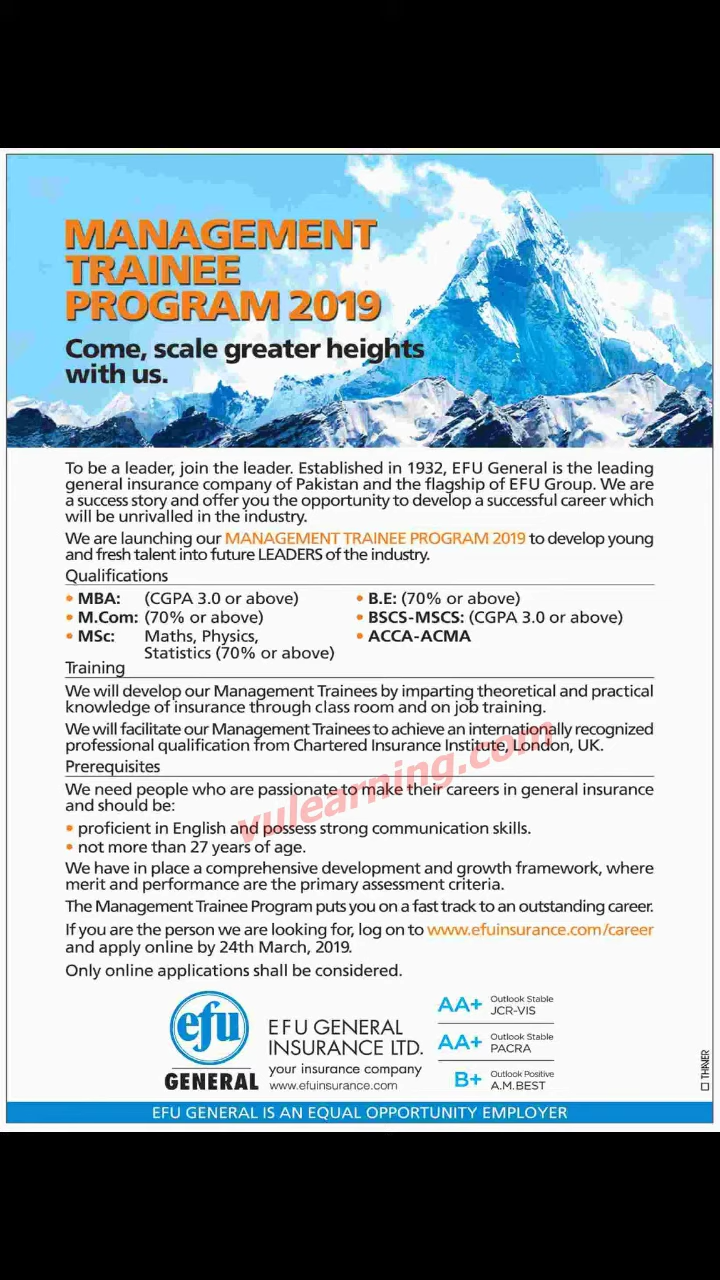 MANAGEMENT
TRAINEE
PROGRAM 2019
Come, scale greater heights
with us.
To be a leader, join the leader. Established in 1932, EFU General is the leading
general insurance company of Pakistan and the flagship of EFU Group. We are
a success story and offer you the opportunity to develop a successful career which
will be unrivalled in the industry.
We are launching our MANAGEMENT TRAINEE PROGRAM 2019 to develop young
and fresh talent into future LEADERS of the industry.
Qualifications
• MBA: (CGPA 3.0 or above)
• M.Com: (70% or above)
• MSc: Maths, Physics,
Statistics (70% or above)
• B.E: (70% or above)
• BSCS-MSCS: (CGPA 3.0 or above)
• ACCA-ACMA
Training
We will develop our Management Trainees by imparting theoretical and practical
knowledge of insurance through class room and on job training.
We will facilitate our Management Trainees to achieve an internationally recognized
professional qualification from Chartered Insurance Institute, London, UK.
Prerequisites
We need people who are passionate to make their careers in general insurance
and should be:
• proficient in English and possess strong communication skills.
• not more than 27 years of age.
We have in place a comprehensive development and growth framework, where
merit and performance are the primary assessment criteria.
The Management Trainee Program puts you on a fast track to an outstanding career.
If you are the person we are looking for, log on to www.efuinsurance.com/career
and apply online by 24th March, 2019.
Only online applications shall be considered.
vulearning.com
efu
GENERAL
EFU GENERAL
INSURANCE LTD.
your insurance company
www.efuinsurance.com
AA+ Outlook Stable
JCR-VIS
AA+ Outlook Stable
PACRA
B+ Outlook Positive
A.M.BEST
EFU GENERAL IS AN EQUAL OPPORTUNITY EMPLOYER